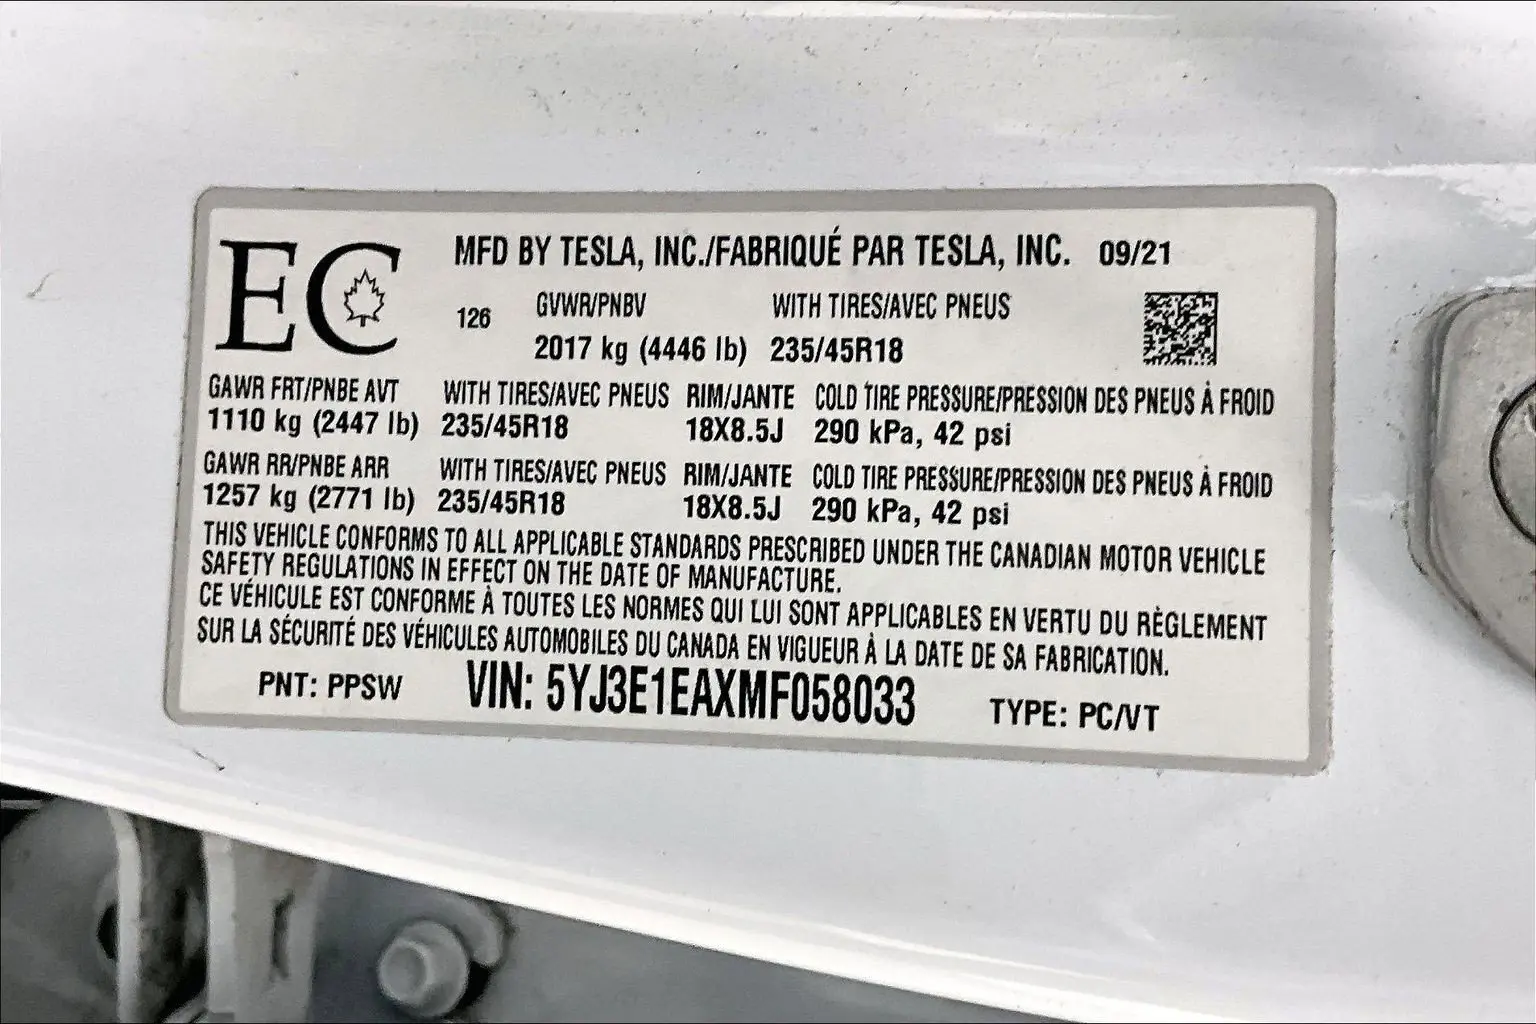 EC MFD BY TESLA, INC./FABRIQUÉ PAR TESLA, INC. 09/21
126 GVWR/PNBV WITH TIRES/AVEC PNEUS
2017 kg (4446 lb) 235/45R18
GAWR FRT/PNBE AVT WITH TIRES/AVEC PNEUS RIM/JANTE COLD TIRE PRESSURE/PRESSION DES PNEUS À FROID
1110 kg (2447 lb) 235/45R18 18X8.5J 290 kPa, 42 psi
GAWR RR/PNBE ARR WITH TIRES/AVEC PNEUS RIM/JANTE COLD TIRE PRESSURE/PRESSION DES PNEUS À FROID
1257 kg (2771 lb) 235/45R18 18X8.5J 290 kPa, 42 psi
THIS VEHICLE CONFORMS TO ALL APPLICABLE STANDARDS PRESCRIBED UNDER THE CANADIAN MOTOR VEHICLE
SAFETY REGULATIONS IN EFFECT ON THE DATE OF MANUFACTURE.
CE VÉHICULE EST CONFORME À TOUTES LES NORMES QUI LUI SONT APPLICABLES EN VERTU DU RÈGLEMENT
SUR LA SÉCURITÉ DES VÉHICULES AUTOMOBILES DU CANADA EN VIGUEUR À LA DATE DE SA FABRICATION.
PNT: PPSW VIN: 5YJ3E1EAXMF058033 TYPE: PC/VT